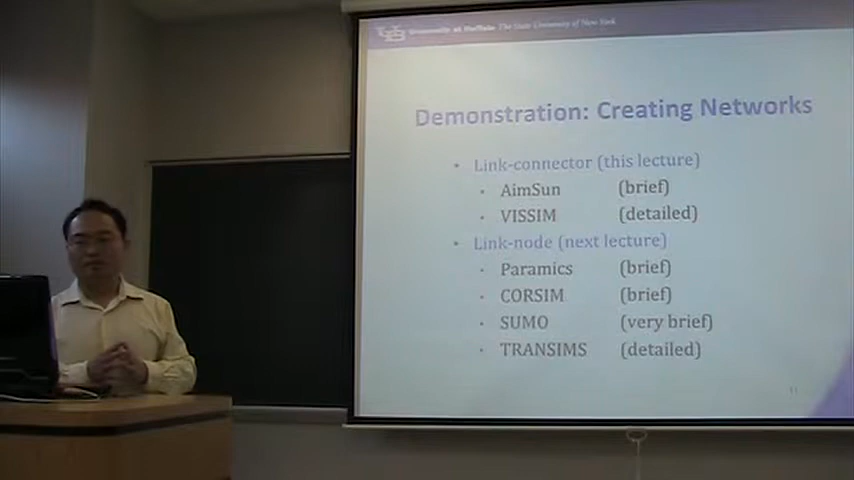 University at Buffalo The State University of New York
Demonstration: Creating Networks
• Link-connector (this lecture)
• AimSun (brief)
• VISSIM (detailed)
• Link-node (next lecture)
• Paramics (brief)
• CORSIM (brief)
• SUMO (very brief)
• TRANSIMS (detailed)
11